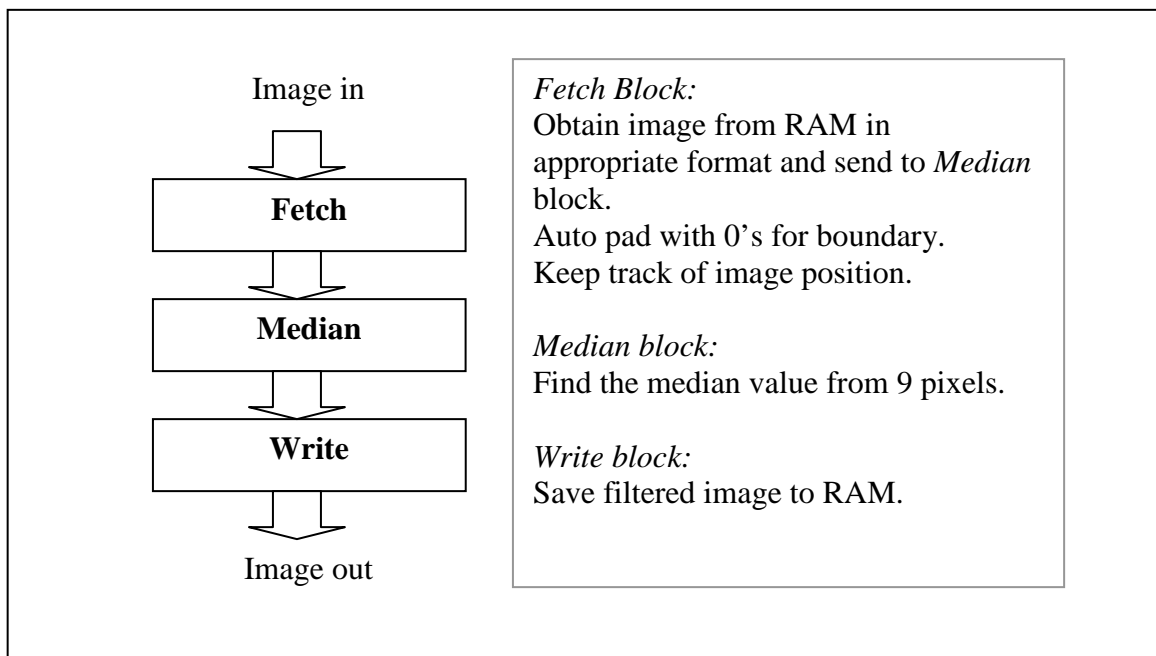 Image in
Fetch
Median
Write
Image out
Fetch Block:
Obtain image from RAM in
appropriate format and send to Median
block.
Auto pad with 0's for boundary.
Keep track of image position.
Median block:
Find the median value from 9 pixels.
Write block:
Save filtered image to RAM.